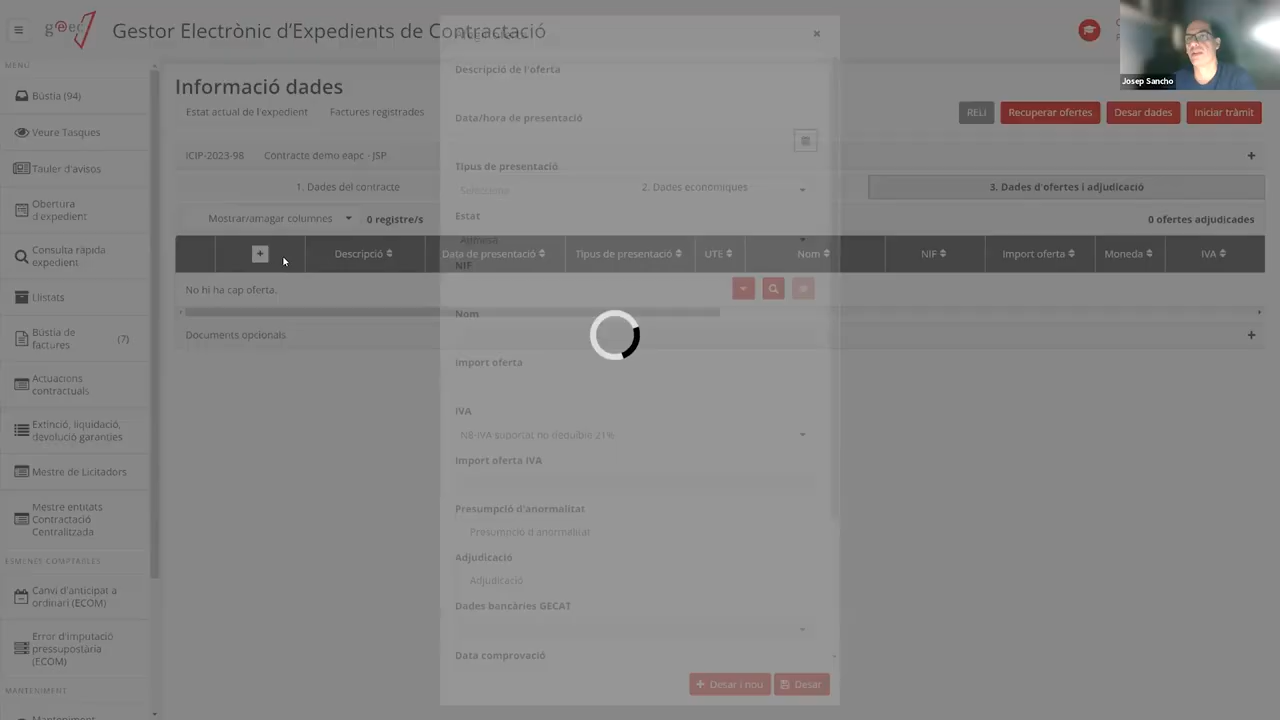 geec
Gestor Electrònic d'Expedients de Contractació
Josep Sancho
MENÚ
Bústia (94)
Veure Tasques
Tauler d'avisos
Obertura
d'expedient
Consulta ràpida
expedient
Llistats
Bústia de
factures
(7)
Actuacions
contractuals
Extinció, liquidació,
devolució garanties
Mestre de Licitadors
Mestre entitats
Contractació
Centralitzada
ESMENES COMPTABLES
Canvi d'anticipat a
ordinari (ECOM)
Error d'imputació
pressupostària
(ECOM)
MANTENIMENT
Manteniment
Informació dades
Estat actual de l'expedient
Factures registrades
RELI
Recuperar ofertes
Desar dades
Iniciar tràmit
ICIP-2023-98
Contracte demo eapc - JSP
1. Dades del contracte
2. Dades econòmiques
3. Dades d'ofertes i adjudicació
Mostrar/amagar columnes
0 registre/s
0 ofertes adjudicades
Descripció
Data de presentació
Tipus de presentació
UTE
Nom
NIF
Import oferta
Moneda
IVA
No hi ha cap oferta.
Documents opcionals
Descripció de l'oferta
Data/hora de presentació
Tipus de presentació
Seleccione
Estat
Admesa
NIF
Nom
Import oferta
IVA
N8-IVA suportat no deduïble 21%
Import oferta IVA
Presumpció d'anormalitat
Presumpció d'anormalitat
Adjudicació
Adjudicació
Dades bancàries GECAT
Data comprovació
Desar i nou
Desar